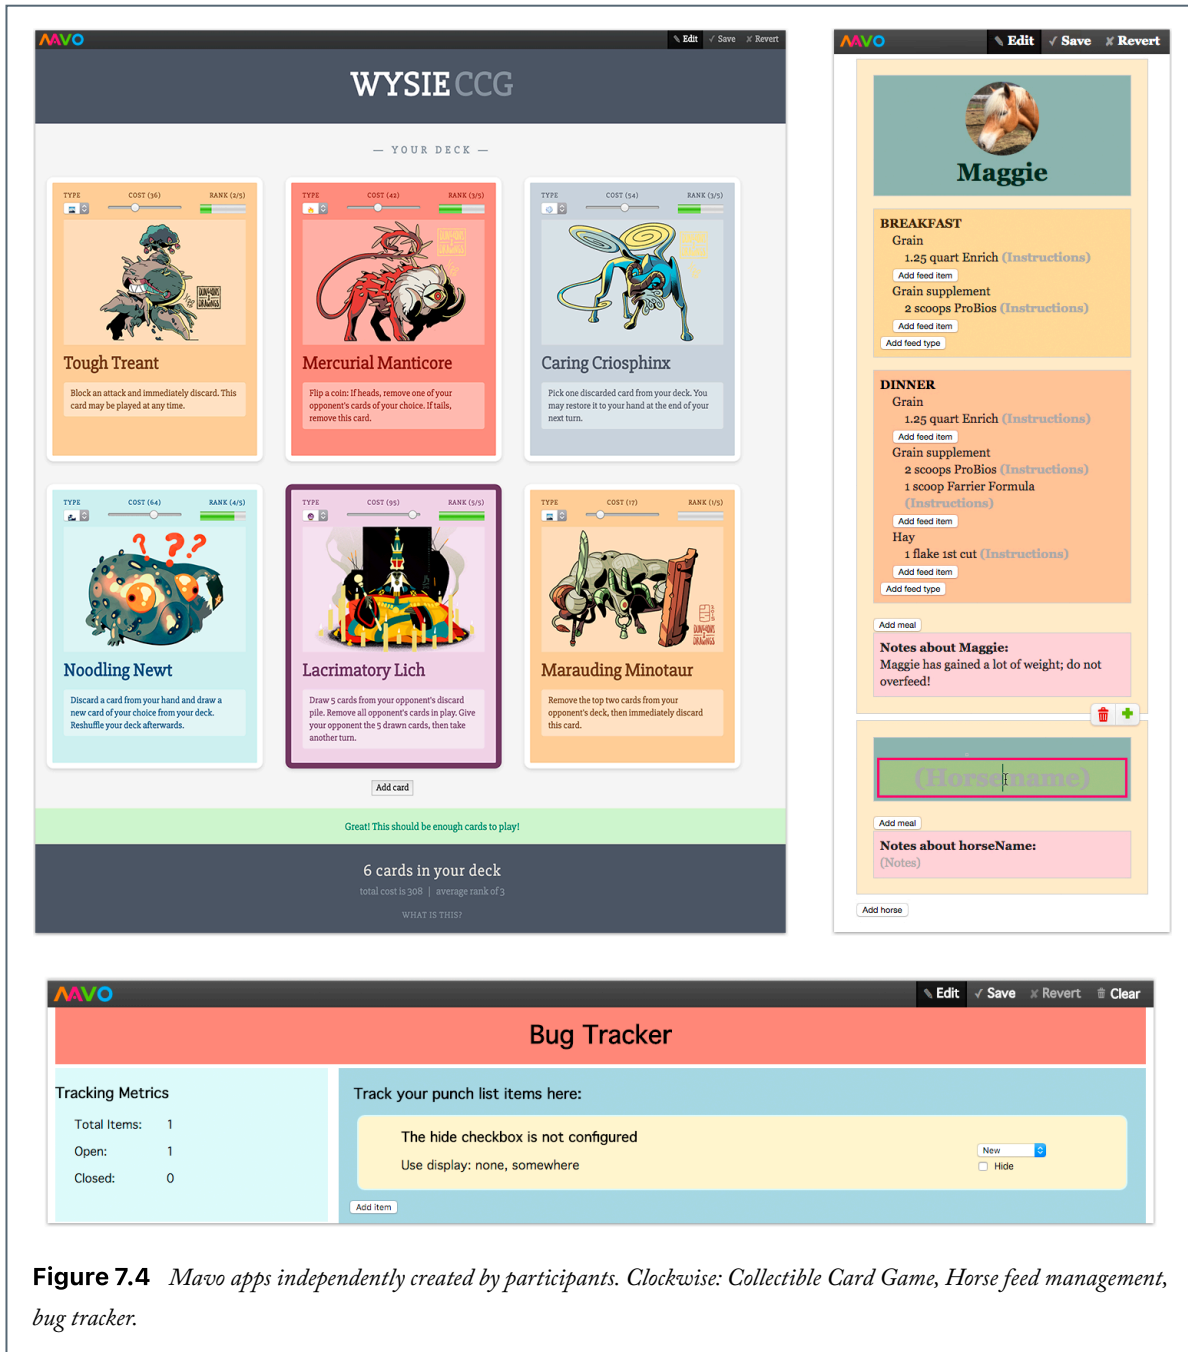 MAVO
Edit Save Revert
WYSIE CCG
— YOUR DECK —
TYPE COST (36) RANK (2/5)
DUNGEONS & DRAWINGS
Tough Treant
Block an attack and immediately discard. This
card may be played at any time.
TYPE COST (42) RANK (3/5)
DUNGEONS & DRAWINGS
Mercurial Manticore
Flip a coin: If heads, remove one of your
opponent's cards of your choice. If tails,
remove this card.
TYPE COST (54) RANK (3/5)
DUNGEONS & DRAWINGS
Caring Criosphinx
Pick one discarded card from your deck. You
may restore it to your hand at the end of your
next turn.
TYPE COST (64) RANK (4/5)
? ? ? ?
Noodling Newt
Discard a card from your hand and draw a
new card of your choice from your deck.
Reshuffle your deck afterwards.
TYPE COST (95) RANK (5/5)
Lacrimatory Lich
Draw 5 cards from your opponent's discard
pile. Remove all opponent's cards in play. Give
your opponent the 5 drawn cards, then take
another turn.
TYPE COST (17) RANK (1/5)
DUNGEONS & DRAWINGS
Marauding Minotaur
Remove the top two cards from your
opponent's deck, then immediately discard
this card.
Add card
Great! This should be enough cards to play!
6 cards in your deck
total cost is 308 | average rank of 3
WHAT IS THIS?
MAVO
Edit Save Revert
Maggie
BREAKFAST
Grain
1.25 quart Enrich (Instructions)
Add feed item
Grain supplement
2 scoops ProBios (Instructions)
Add feed item
Add feed type
DINNER
Grain
1.25 quart Enrich (Instructions)
Add feed item
Grain supplement
2 scoops ProBios (Instructions)
1 scoop Farrier Formula
(Instructions)
Add feed item
Hay
1 flake 1st cut (Instructions)
Add feed item
Add feed type
Add meal
Notes about Maggie:
Maggie has gained a lot of weight; do not
overfeed!
(Horse name)
Add meal
Notes about horseName:
(Notes)
Add horse
MAVO
Edit Save Revert Clear
Bug Tracker
Tracking Metrics
Total Items: 1
Open: 1
Closed: 0
Track your punch list items here:
The hide checkbox is not configured
Use display: none, somewhere
New
Hide
Add item
Figure 7.4 Mavo apps independently created by participants. Clockwise: Collectible Card Game, Horse feed management,
bug tracker.